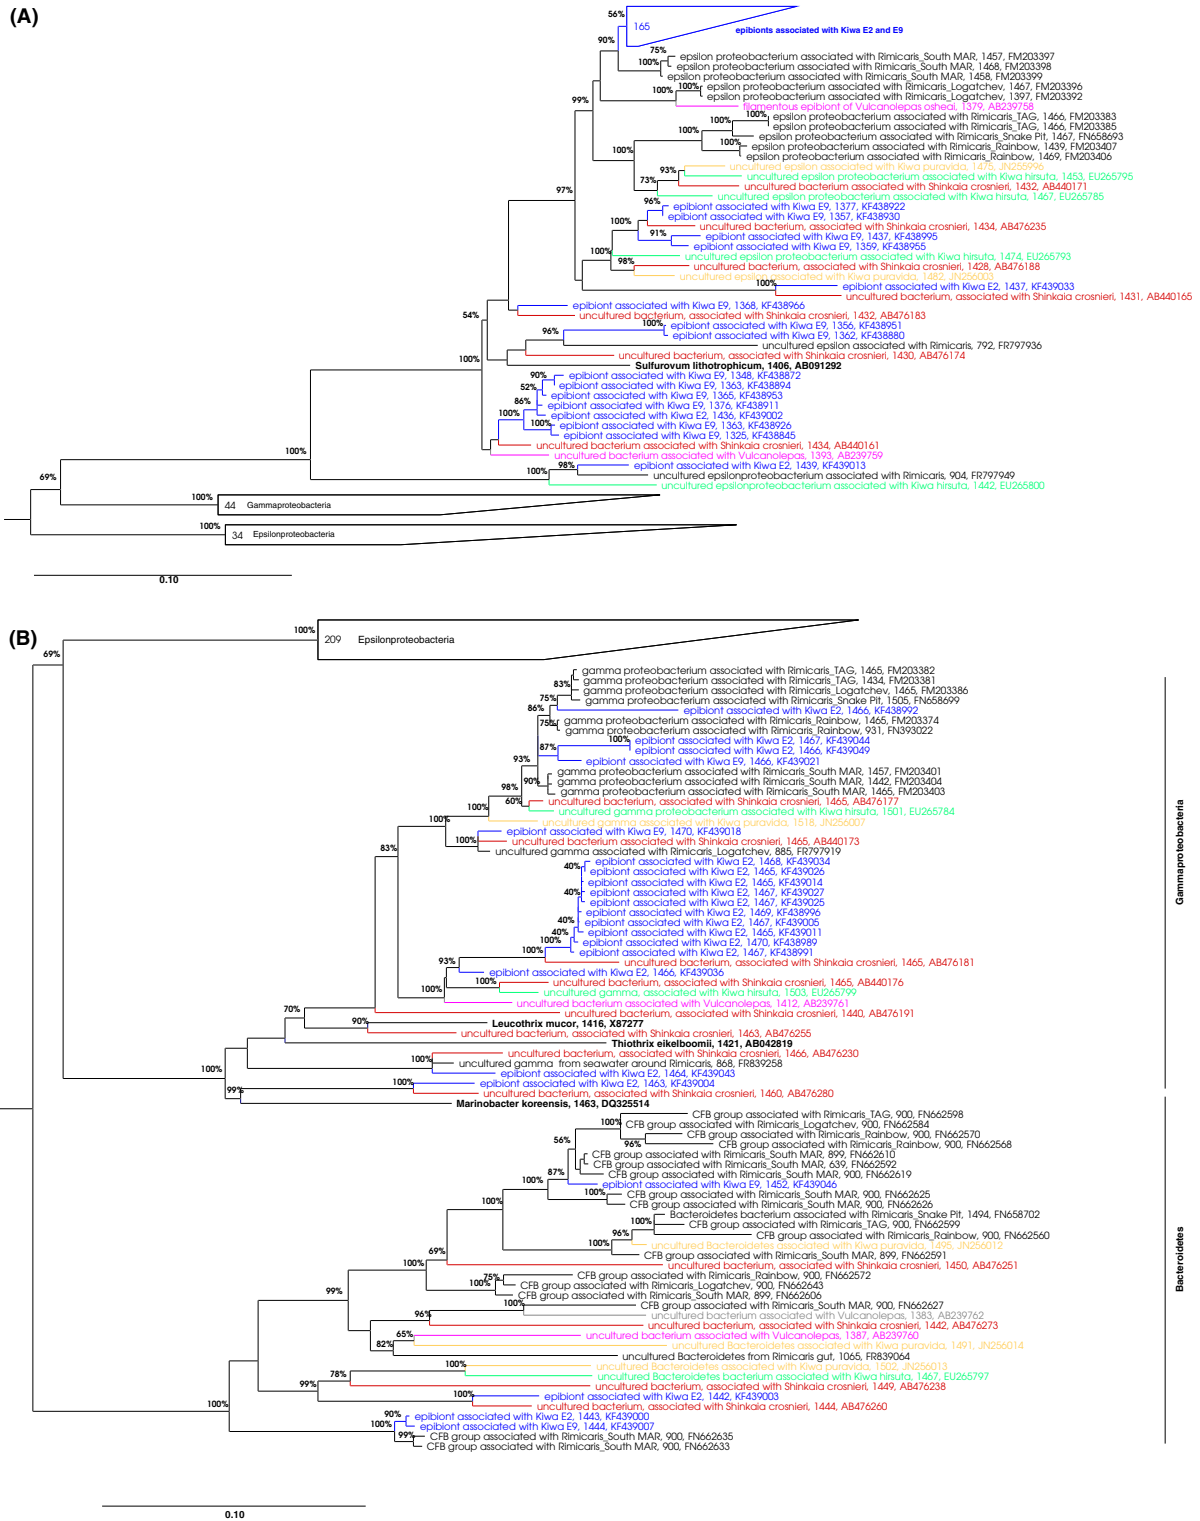 (A)
56%
165
epibionts associated with Kiwa E2 and E9
90%
75%
epsilon proteobacterium associated with Rimicaris_South MAR, 1457, FM203397
100%
epsilon proteobacterium associated with Rimicaris_South MAR, 1468, FM203398
epsilon proteobacterium associated with Rimicaris_South MAR, 1458, FM203399
100%
epsilon proteobacterium associated with Rimicaris_Logatchev, 1467, FM203396
100%
epsilon proteobacterium associated with Rimicaris_Logatchev, 1397, FM203392
99%
filamentous epibiont of Vulcanolepas osheai, 1379, AB239758
100%
epsilon proteobacterium associated with Rimicaris_TAG, 1466, FM203383
epsilon proteobacterium associated with Rimicaris_TAG, 1466, FM203385
100%
epsilon proteobacterium associated with Rimicaris_Snake Pit, 1467, FN658693
100%
epsilon proteobacterium associated with Rimicaris_Rainbow, 1439, FM203407
100%
epsilon proteobacterium associated with Rimicaris_Rainbow, 1469, FM203406
uncultured epsilon associated with Kiwa puravida, 1475, JN255996
93%
uncultured epsilon proteobacterium associated with Kiwa hirsuta, 1453, EU265795
73%
uncultured bacterium associated with Shinkaia crosnieri, 1432, AB440171
97%
uncultured epsilon proteobacterium associated with Kiwa hirsuta, 1467, EU265785
96%
epibiont associated with Kiwa E9, 1377, KF438922
epibiont associated with Kiwa E9, 1357, KF438930
uncultured bacterium, associated with Shinkaia crosnieri, 1434, AB476235
91%
epibiont associated with Kiwa E9, 1437, KF438995
epibiont associated with Kiwa E9, 1359, KF438955
100%
uncultured epsilon proteobacterium associated with Kiwa hirsuta, 1474, EU265793
98%
uncultured bacterium, associated with Shinkaia crosnieri, 1428, AB476188
uncultured epsilon associated with Kiwa puravida, 1482, JN256003
100%
epibiont associated with Kiwa E2, 1437, KF439033
uncultured bacterium, associated with Shinkaia crosnieri, 1431, AB440165
epibiont associated with Kiwa E9, 1368, KF438966
54%
uncultured bacterium, associated with Shinkaia crosnieri, 1432, AB476183
100%
epibiont associated with Kiwa E9, 1356, KF438951
96%
epibiont associated with Kiwa E9, 1362, KF438880
uncultured epsilon associated with Rimicaris, 792, FR797936
100%
uncultured bacterium, associated with Shinkaia crosnieri, 1430, AB476174
Sulfurovum lithotrophicum, 1406, AB091292
90%
epibiont associated with Kiwa E9, 1348, KF438872
52%
epibiont associated with Kiwa E9, 1363, KF438894
epibiont associated with Kiwa E9, 1365, KF438953
86%
epibiont associated with Kiwa E9, 1376, KF438911
100%
epibiont associated with Kiwa E2, 1436, KF439002
100%
epibiont associated with Kiwa E9, 1363, KF438926
epibiont associated with Kiwa E9, 1325, KF438845
uncultured bacterium associated with Shinkaia crosnieri, 1434, AB440161
100%
uncultured bacterium associated with Vulcanolepas, 1393, AB239759
98%
epibiont associated with Kiwa E2, 1439, KF439013
100%
uncultured epsilonproteobacterium associated with Rimicaris, 904, FR797949
69%
uncultured epsilonproteobacterium associated with Kiwa hirsuta, 1442, EU265800
100%
44 Gammaproteobacteria
100%
34 Epsilonproteobacteria
0.10
(B)
100%
209 Epsilonproteobacteria
69%
gamma proteobacterium associated with Rimicaris_TAG, 1465, FM203382
83%
gamma proteobacterium associated with Rimicaris_TAG, 1434, FM203381
gamma proteobacterium associated with Rimicaris_Logatchev, 1465, FM203386
75%
gamma proteobacterium associated with Rimicaris_Snake Pit, 1505, FN658699
86%
epibiont associated with Kiwa E2, 1466, KF438992
75%
gamma proteobacterium associated with Rimicaris_Rainbow, 1465, FM203374
gamma proteobacterium associated with Rimicaris_Rainbow, 931, FN393022
100%
epibiont associated with Kiwa E2, 1467, KF439044
87%
epibiont associated with Kiwa E2, 1466, KF439049
93%
epibiont associated with Kiwa E9, 1466, KF439021
gamma proteobacterium associated with Rimicaris_South MAR, 1457, FM203401
90%
gamma proteobacterium associated with Rimicaris_South MAR, 1442, FM203404
98%
gamma proteobacterium associated with Rimicaris_South MAR, 1465, FM203403
60%
uncultured bacterium, associated with Shinkaia crosnieri, 1465, AB476177
100%
uncultured gamma proteobacterium associated with Kiwa hirsuta, 1501, EU265784
100%
uncultured gamma associated with Kiwa puravida, 1518, JN256007
epibiont associated with Kiwa E9, 1470, KF439018
100%
uncultured bacterium associated with Shinkaia crosnieri, 1465, AB440173
83%
uncultured gamma associated with Rimicaris_Logatchev, 885, FR797919
40%
epibiont associated with Kiwa E2, 1468, KF439034
epibiont associated with Kiwa E2, 1465, KF439026
epibiont associated with Kiwa E2, 1465, KF439014
40%
epibiont associated with Kiwa E2, 1467, KF439027
epibiont associated with Kiwa E2, 1467, KF439025
epibiont associated with Kiwa E2, 1469, KF438996
40%
epibiont associated with Kiwa E2, 1467, KF439005
40%
epibiont associated with Kiwa E2, 1465, KF439011
100%
epibiont associated with Kiwa E2, 1470, KF438989
100%
epibiont associated with Kiwa E2, 1467, KF438991
93%
uncultured bacterium, associated with Shinkaia crosnieri, 1465, AB476181
epibiont associated with Kiwa E2, 1466, KF439036
100%
uncultured bacterium, associated with Shinkaia crosnieri, 1465, AB440176
100%
uncultured gamma, associated with Kiwa hirsuta, 1503, EU265799
uncultured bacterium associated with Vulcanolepas, 1412, AB239761
70%
uncultured bacterium, associated with Shinkaia crosnieri, 1440, AB476191
90%
Leucothrix mucor, 1416, X87277
uncultured bacterium, associated with Shinkaia crosnieri, 1463, AB476255
Thiothrix eikelboomii, 1421, AB042819
uncultured bacterium, associated with Shinkaia crosnieri, 1466, AB476230
100%
uncultured gamma from seawater around Rimicaris, 868, FR839258
100%
epibiont associated with Kiwa E2, 1464, KF439043
100%
epibiont associated with Kiwa E2, 1463, KF439004
99%
uncultured bacterium, associated with Shinkaia crosnieri, 1460, AB476280
Marinobacter koreensis, 1463, DQ325514
Gammaproteobacteria
CFB group associated with Rimicaris_TAG, 900, FN662598
100%
CFB group associated with Rimicaris_Logatchev, 900, FN662584
CFB group associated with Rimicaris_Rainbow, 900, FN662570
56%
96%
CFB group associated with Rimicaris_Rainbow, 900, FN662568
CFB group associated with Rimicaris_South MAR, 899, FN662610
CFB group associated with Rimicaris_South MAR, 639, FN662592
87%
CFB group associated with Rimicaris_South MAR, 900, FN662619
100%
epibiont associated with Kiwa E9, 1452, KF439046
100%
CFB group associated with Rimicaris_South MAR, 900, FN662625
100%
CFB group associated with Rimicaris_South MAR, 900, FN662626
Bacteroidetes bacterium associated with Rimicaris_Snake Pit, 1494, FN658702
100%
CFB group associated with Rimicaris_TAG, 900, FN662599
96%
CFB group associated with Rimicaris_Rainbow, 900, FN662560
100%
uncultured Bacteroidetes associated with Kiwa puravida, 1495, JN256012
69%
CFB group associated with Rimicaris_South MAR, 899, FN662591
100%
uncultured bacterium, associated with Shinkaia crosnieri, 1450, AB476251
75%
CFB group associated with Rimicaris_Rainbow, 900, FN662572
100%
CFB group associated with Rimicaris_Logatchev, 900, FN662643
99%
CFB group associated with Rimicaris_South MAR, 899, FN662606
100%
CFB group associated with Rimicaris_South MAR, 900, FN662627
96%
uncultured bacterium associated with Vulcanolepas, 1383, AB239762
uncultured bacterium, associated with Shinkaia crosnieri, 1442, AB476273
65%
uncultured bacterium associated with Vulcanolepas, 1387, AB239760
82%
uncultured Bacteroidetes associated with Kiwa puravida, 1491, JN256014
uncultured Bacteroidetes from Rimicaris gut, 1065, FR839064
100%
uncultured Bacteroidetes associated with Kiwa puravida, 1502, JN256013
78%
uncultured Bacteroidetes bacterium associated with Kiwa hirsuta, 1467, EU265797
99%
uncultured bacterium, associated with Shinkaia crosnieri, 1449, AB476238
100%
epibiont associated with Kiwa E2, 1442, KF439003
100%
uncultured bacterium, associated with Shinkaia crosnieri, 1444, AB476260
90%
epibiont associated with Kiwa E2, 1443, KF439000
100%
epibiont associated with Kiwa E9, 1444, KF439007
99%
CFB group associated with Rimicaris_South MAR, 900, FN662635
CFB group associated with Rimicaris_South MAR, 900, FN662633
Bacteroidetes
0.10